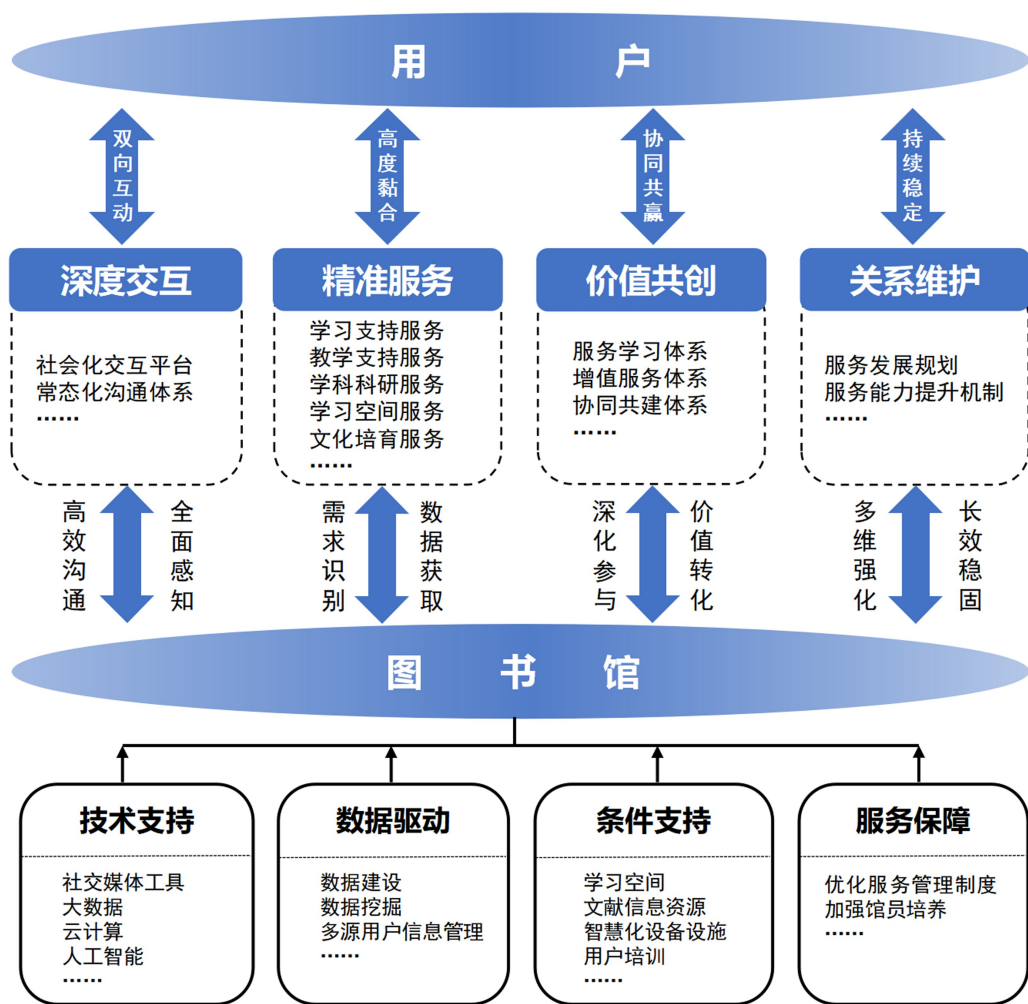 用户
双向互动
高度黏合
协同共赢
持续稳定
深度交互
精准服务
价值共创
关系维护
社会化交互平台
常态化沟通体系
……
学习支持服务
教学支持服务
学科科研服务
学习空间服务
文化培育服务
……
服务学习体系
增值服务体系
协同共建体系
……
服务发展规划
服务能力提升机制
……
高效沟通
全面感知
需求识别
数据获取
深化参与
价值转化
多维强化
长效稳固
图书馆
技术支持
社交媒体工具
大数据
云计算
人工智能
……
数据驱动
数据建设
数据挖掘
多源用户信息管理
……
条件支持
学习空间
文献信息资源
智慧化设备设施
用户培训
……
服务保障
优化服务管理制度
加强馆员培养
……